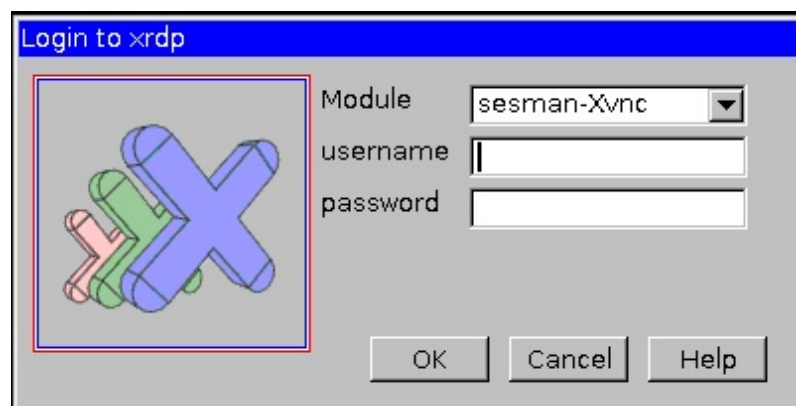 Login to xrdp
Module sesman-Xvnc
username
password
OK Cancel Help